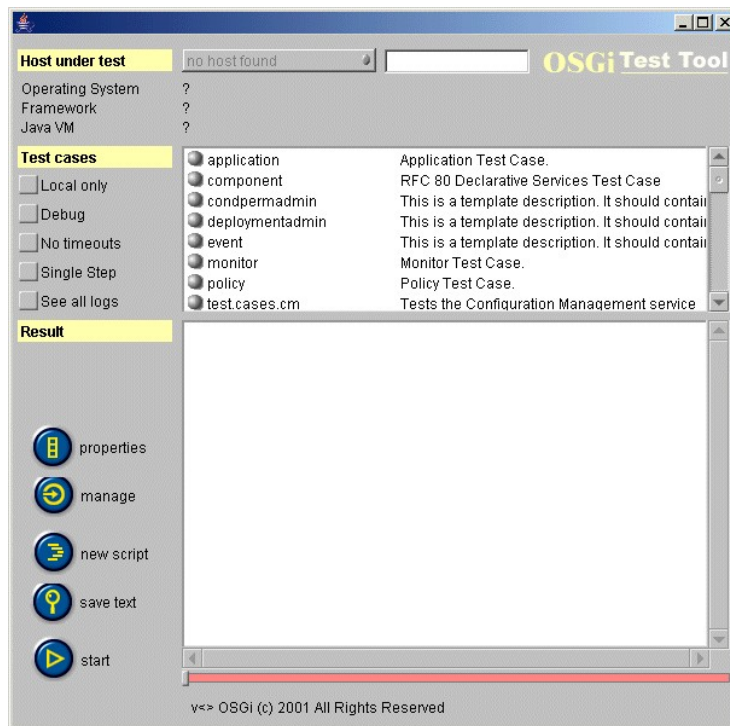 Host under test
no host found
OSGi Test Tool
Operating System ?
Framework ?
Java VM ?
Test cases
Local only
Debug
No timeouts
Single Step
See all logs
application Application Test Case.
component RFC 80 Declarative Services Test Case
condpermadmin This is a template description. It should contai
deploymentadmin This is a template description. It should contai
event This is a template description. It should contai
monitor Monitor Test Case.
policy Policy Test Case.
test.cases.cm Tests the Configuration Management service
Result
properties
manage
new script
save text
start
v<> OSGi (c) 2001 All Rights Reserved